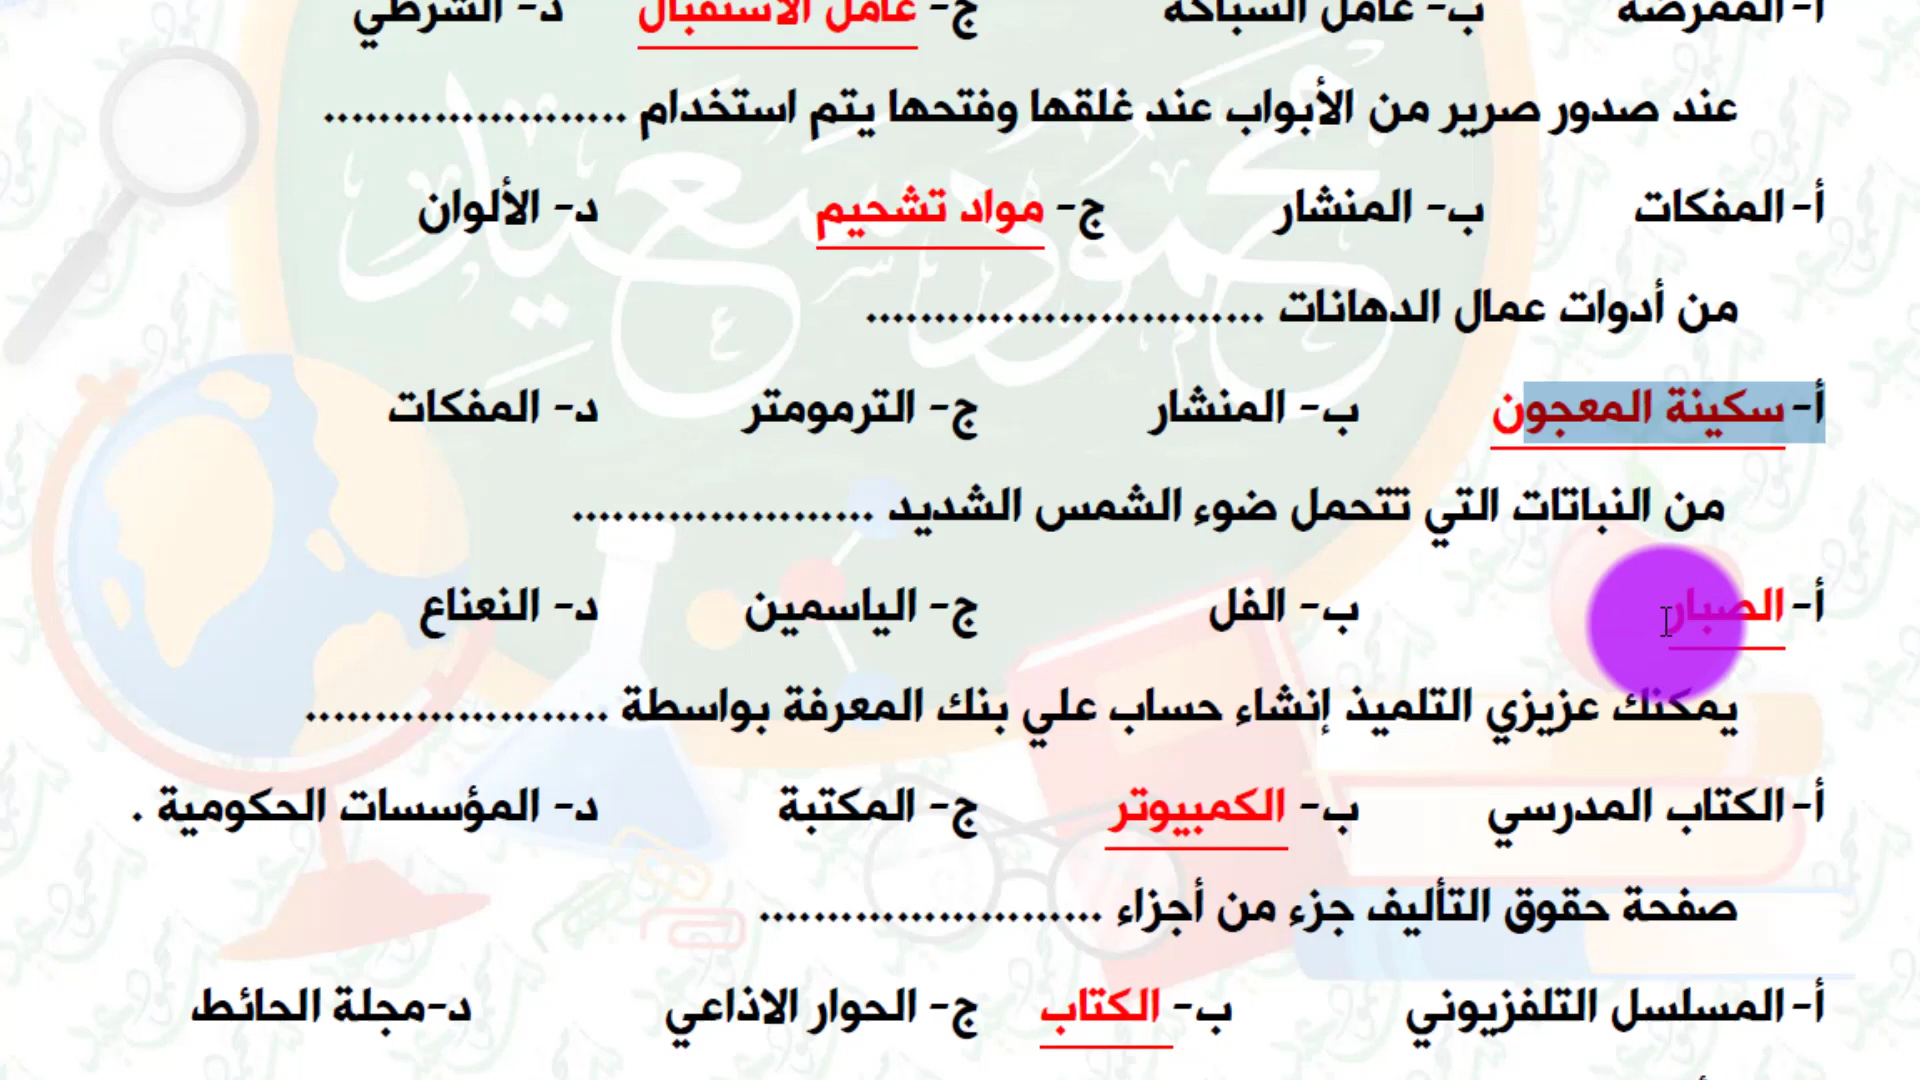 أ- الممرضة ب- عامل السباكة ج- عامل الاستقبال د- الشرطي
عند صدور صرير من الأبواب عند غلقها وفتحها يتم استخدام ......................
أ- المفكات ب- المنشار ج- مواد تشحيم د- الألوان
من أدوات عمال الدهانات .............................
أ- سكينة المعجون ب- المنشار ج- الترمومتر د- المفكات
من النباتات التي تتحمل ضوء الشمس الشديد ......................
أ- الصبار ب- الفل ج- الياسمين د- النعناع
يمكنك عزيزي التلميذ إنشاء حساب علي بنك المعرفة بواسطة ......................
أ- الكتاب المدرسي ب- الكمبيوتر ج- المكتبة د- المؤسسات الحكومية .
صفحة حقوق التأليف جزء من أجزاء .........................
أ- المسلسل التلفزيوني ب- الكتاب ج- الحوار الاذاعي د-مجلة الحائط
محمود سعيد